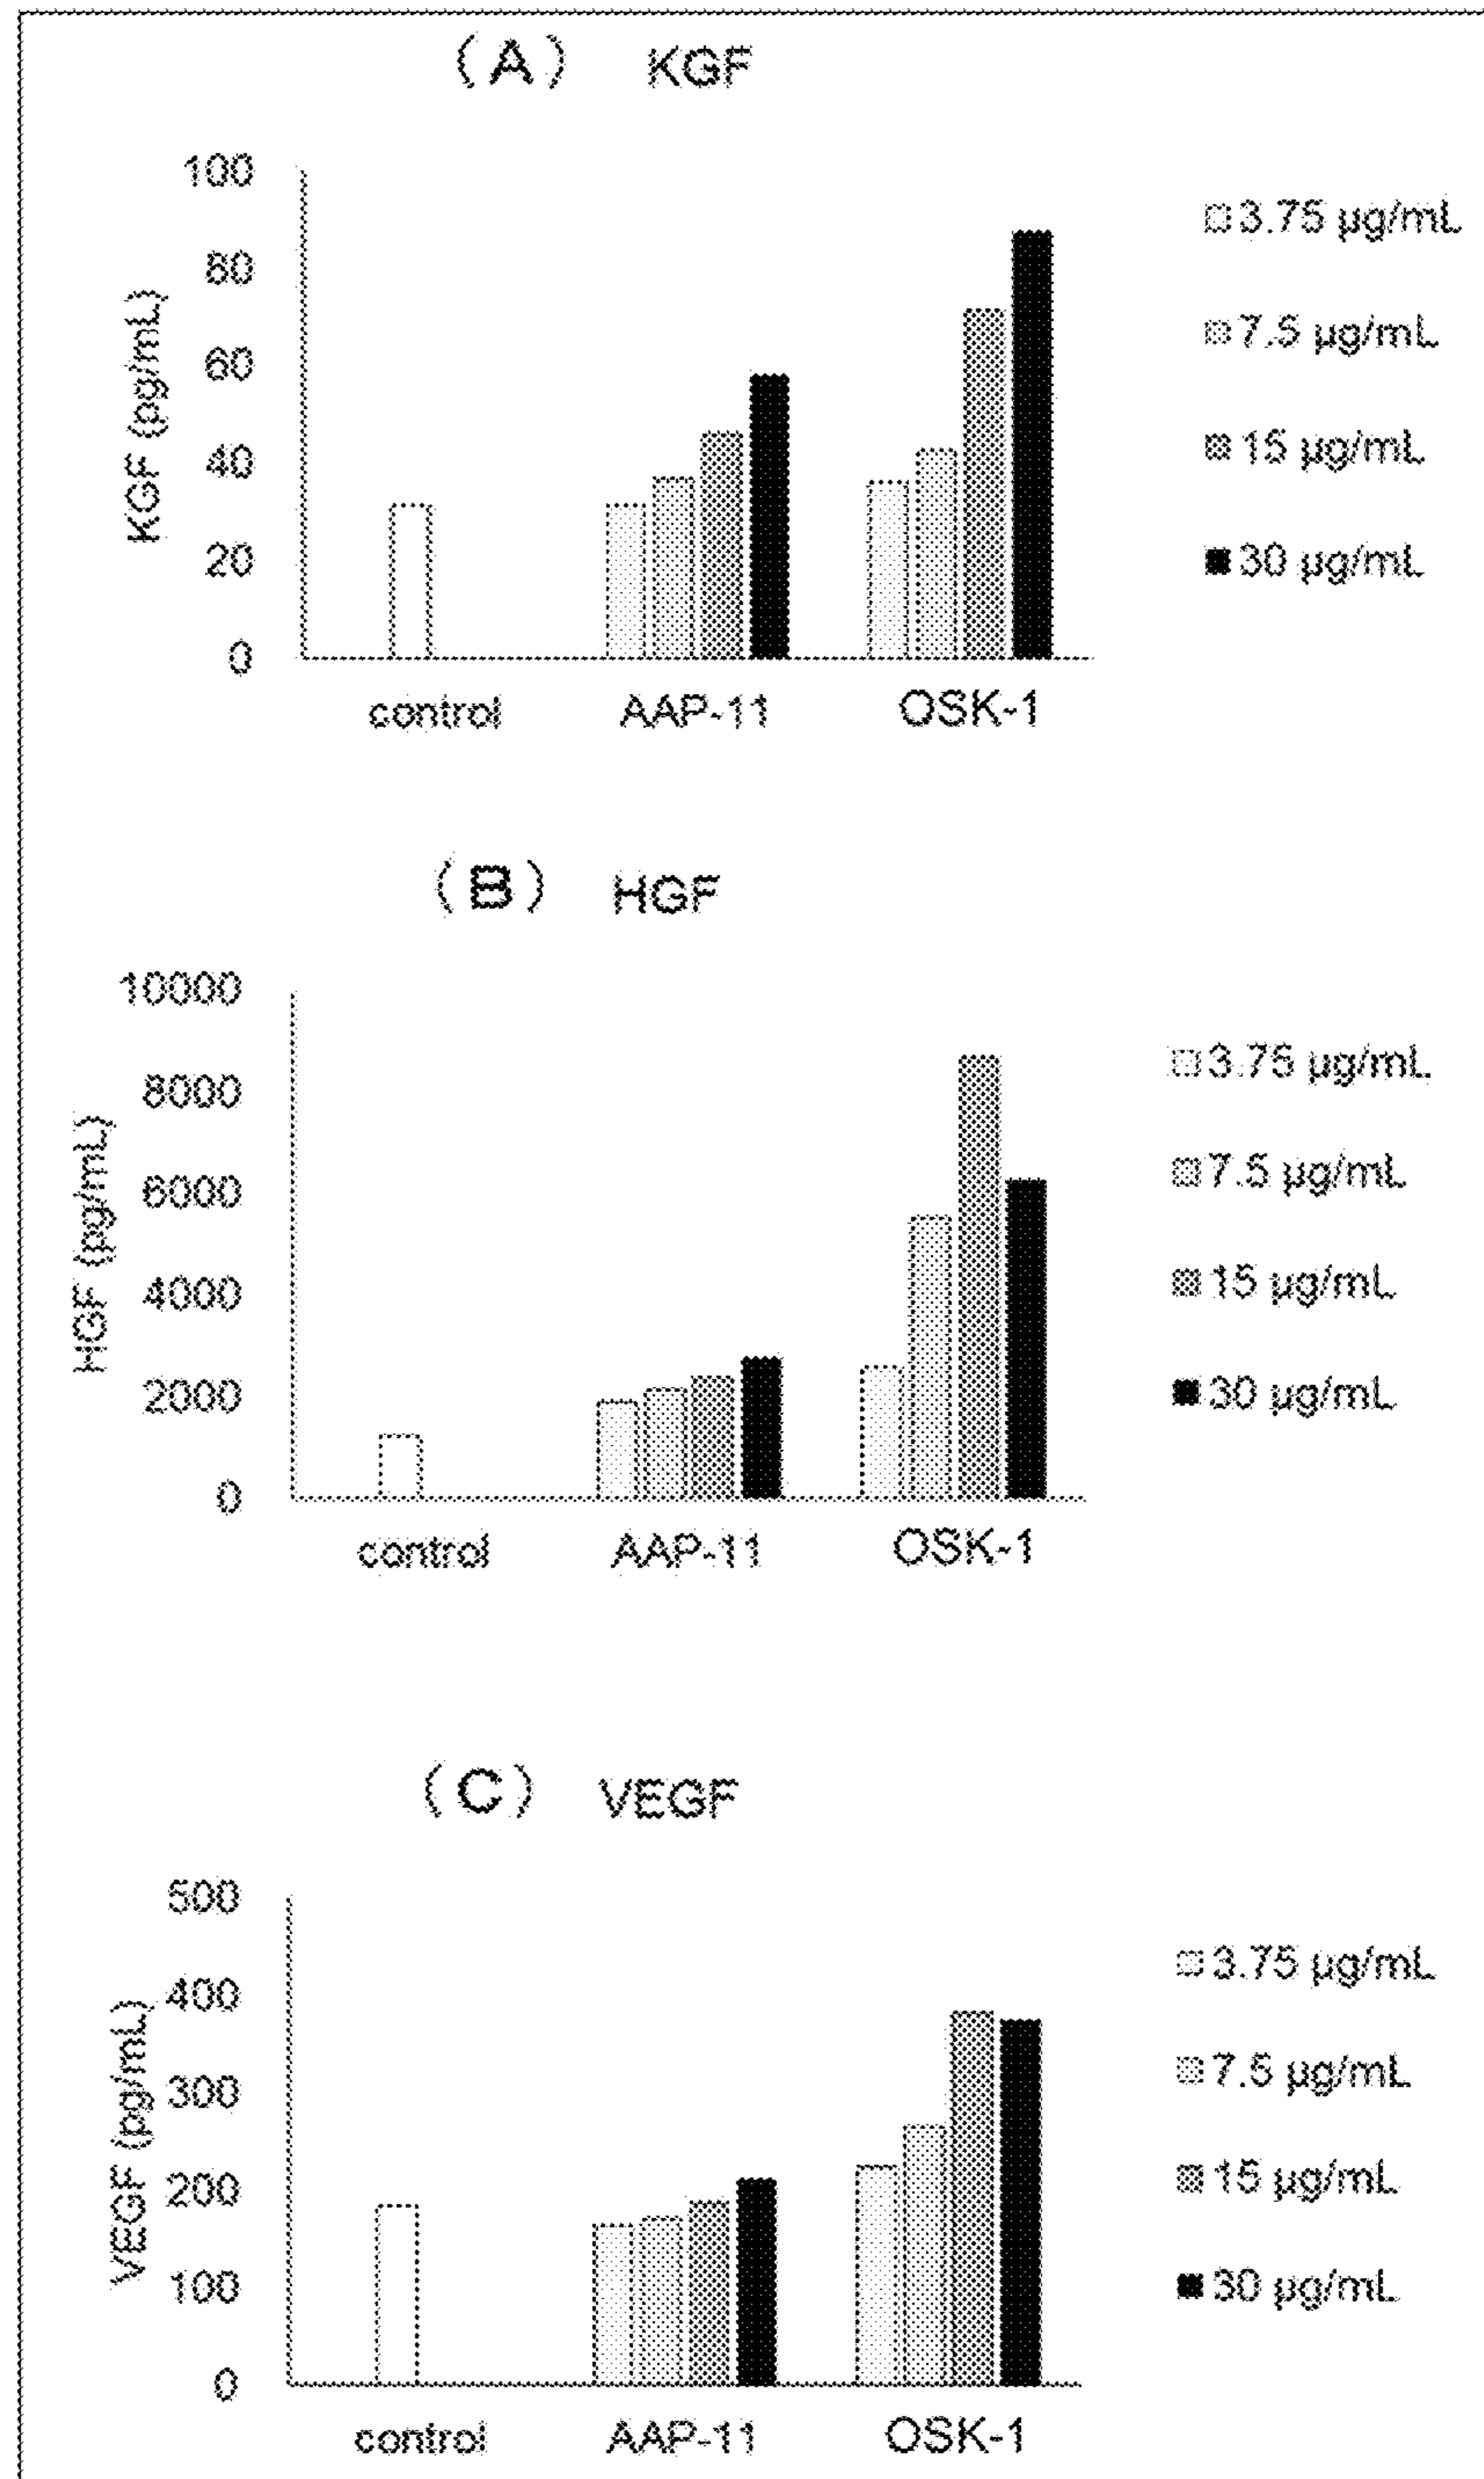 (A) KGF
100
80
60
40
20
0
KGF (pg/mL)
control AAP-11 OSK-1
3.75 µg/mL
7.5 µg/mL
15 µg/mL
30 µg/mL
(B) HGF
10000
8000
6000
4000
2000
0
HGF (pg/mL)
control AAP-11 OSK-1
3.75 µg/mL
7.5 µg/mL
15 µg/mL
30 µg/mL
(C) VEGF
500
400
300
200
100
0
VEGF (pg/mL)
control AAP-11 OSK-1
3.75 µg/mL
7.5 µg/mL
15 µg/mL
30 µg/mL